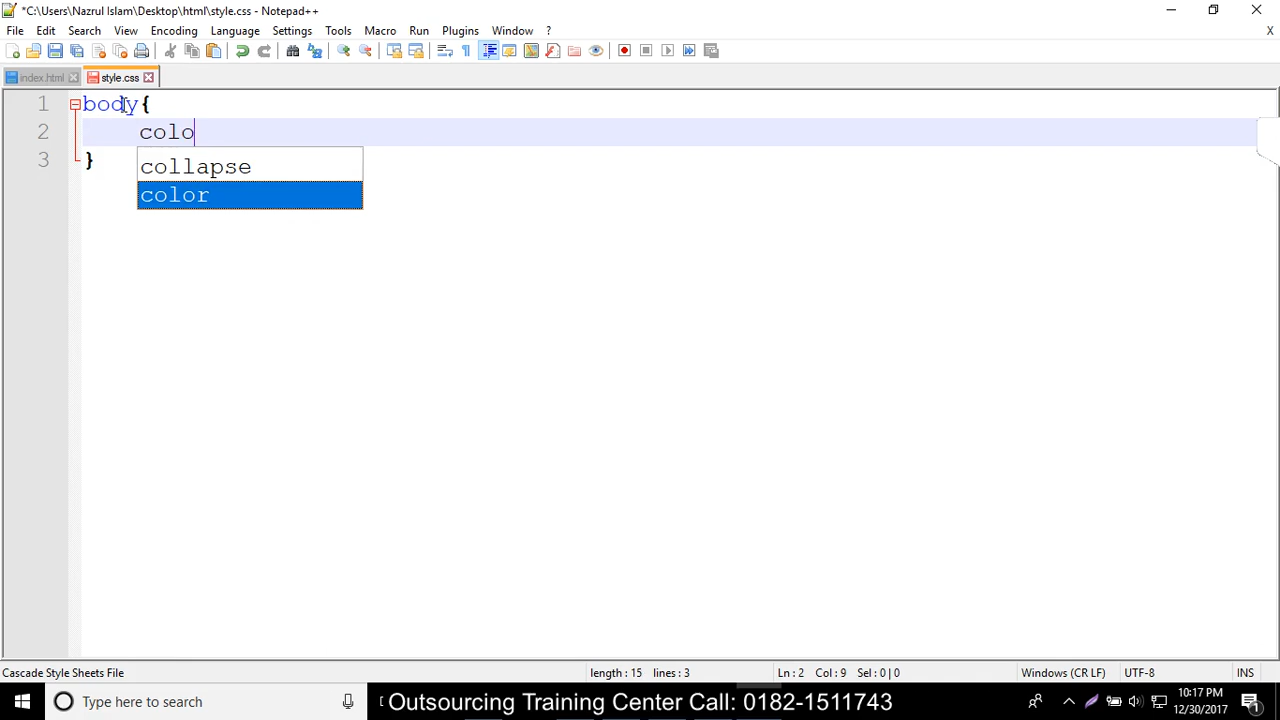 *C:\Users\Nazrul Islam\Desktop\html\style.css - Notepad++
File Edit Search View Encoding Language Settings Tools Macro Run Plugins Window ? X
index.html style.css
1 body{
2 colo
collapse
3 }
color
Cascade Style Sheets File length : 15 lines : 3 Ln : 2 Col : 9 Sel : 0 | 0 Windows (CR LF) UTF-8 INS
Type here to search [ Outsourcing Training Center Call: 0182-1511743 10:17 PM
12/30/2017 1